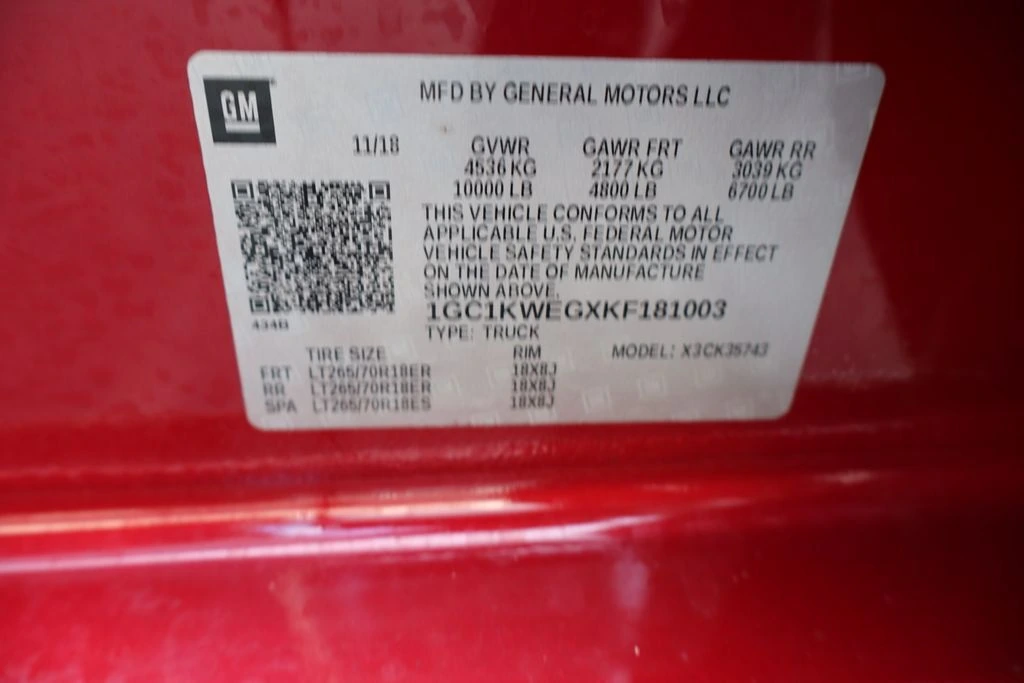 GM
MFD BY GENERAL MOTORS LLC
11/18 GVWR GAWR FRT GAWR RR
4536 KG 2177 KG 3039 KG
10000 LB 4800 LB 6700 LB
THIS VEHICLE CONFORMS TO ALL
APPLICABLE U.S. FEDERAL MOTOR
VEHICLE SAFETY STANDARDS IN EFFECT
ON THE DATE OF MANUFACTURE
SHOWN ABOVE.
1GC1KWEGXKF181003
434B
TYPE: TRUCK
TIRE SIZE RIM MODEL: X3CK35743
FRT LT265/70R18ER 18X8J
RR LT265/70R18ER 18X8J
SPA LT265/70R18ES 18X8J